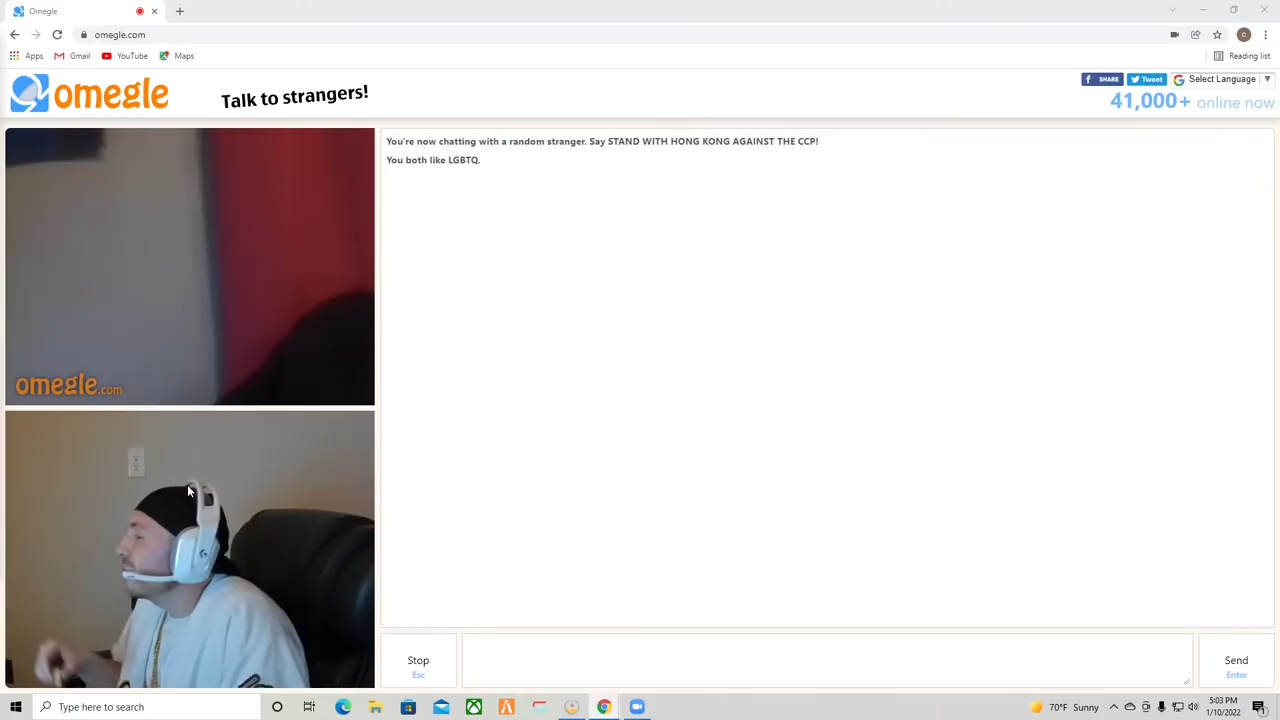 Omegle
omegle.com
Apps
Gmail
YouTube
Maps
Reading list
omegle
Talk to strangers!
SHARE
Tweet
Select Language
41,000+ online now
You're now chatting with a random stranger. Say STAND WITH HONG KONG AGAINST THE CCP!
You both like LGBTQ.
omegle.com
Stop
Esc
Send
Enter
Type here to search
70°F Sunny
5:03 PM
1/10/2022